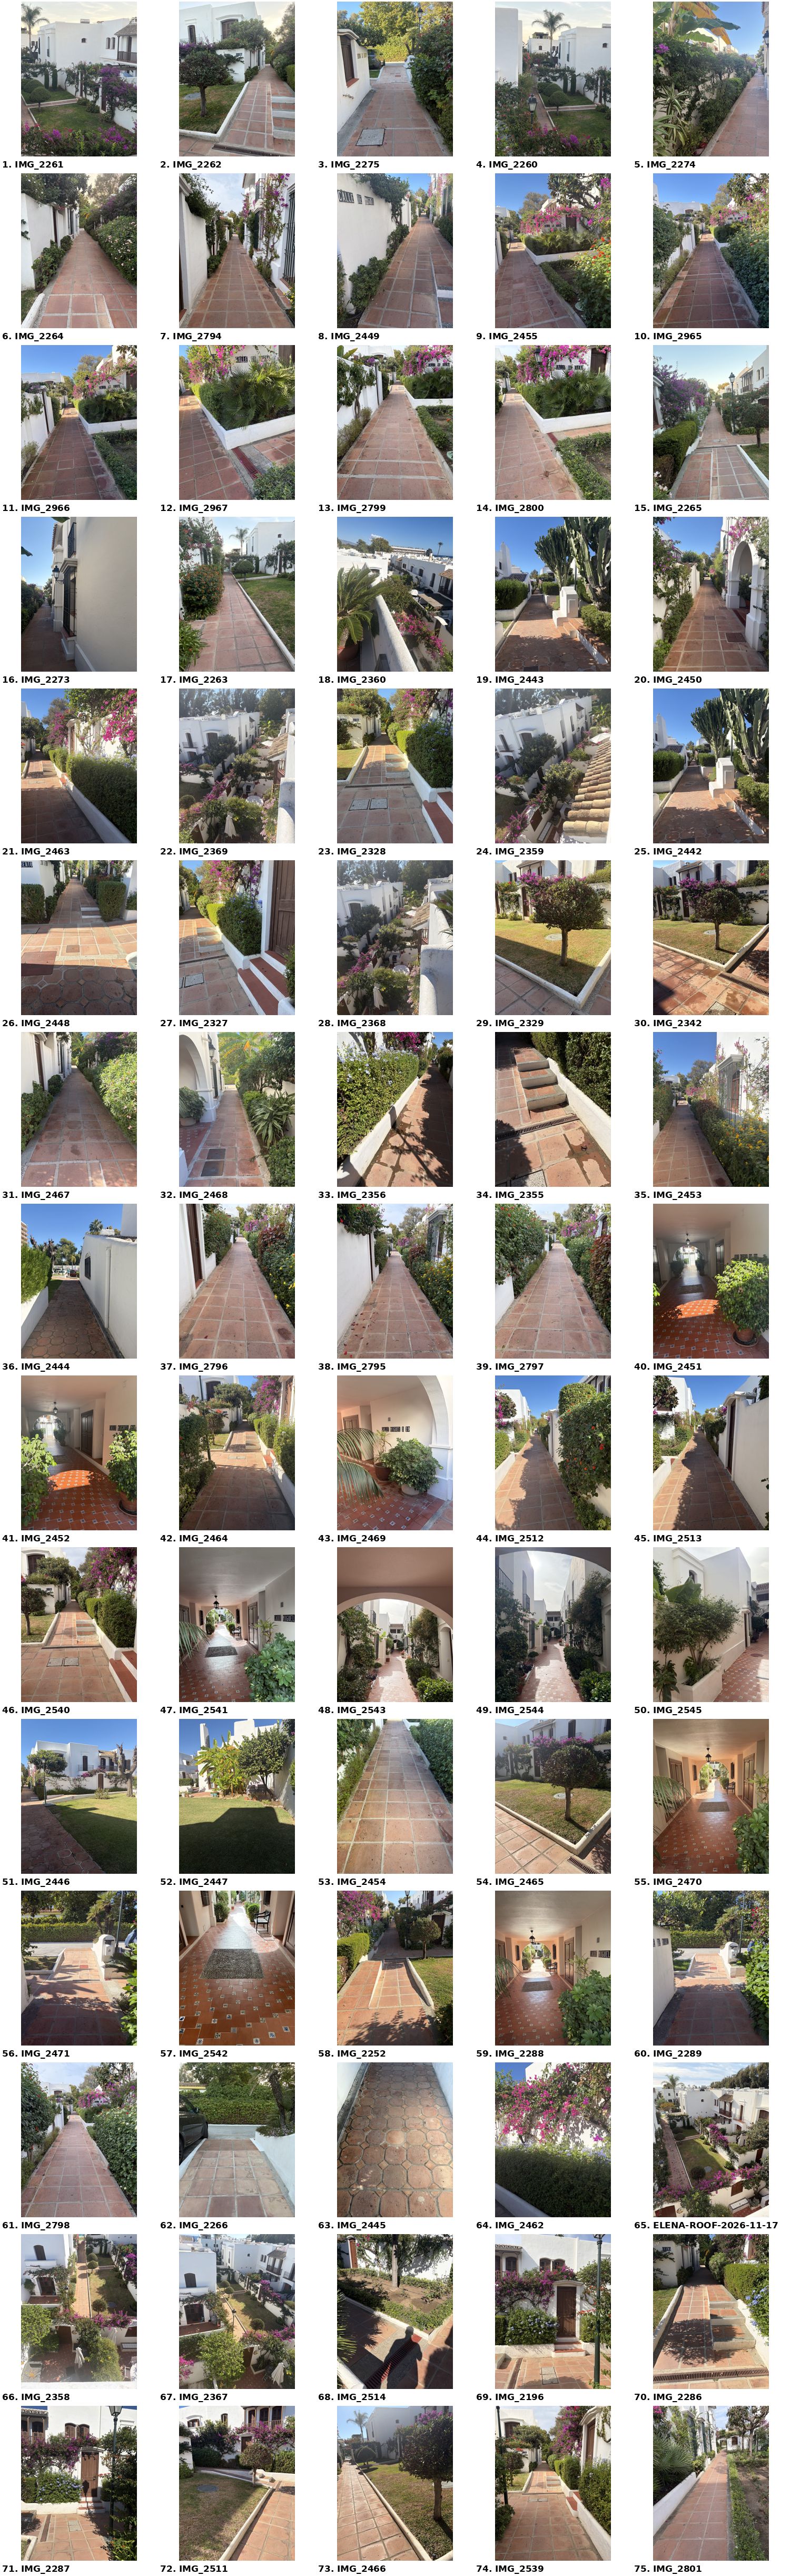 1. IMG_2261
2. IMG_2262
3. IMG_2275
4. IMG_2260
5. IMG_2274
6. IMG_2264
7. IMG_2794
8. IMG_2449
9. IMG_2455
10. IMG_2965
11. IMG_2966
12. IMG_2967
13. IMG_2799
14. IMG_2800
15. IMG_2265
16. IMG_2273
17. IMG_2263
18. IMG_2360
19. IMG_2443
20. IMG_2450
21. IMG_2463
22. IMG_2369
23. IMG_2328
24. IMG_2359
25. IMG_2442
26. IMG_2448
27. IMG_2327
28. IMG_2368
29. IMG_2329
30. IMG_2342
31. IMG_2467
32. IMG_2468
33. IMG_2356
34. IMG_2355
35. IMG_2453
36. IMG_2444
37. IMG_2796
38. IMG_2795
39. IMG_2797
40. IMG_2451
41. IMG_2452
42. IMG_2464
43. IMG_2469
44. IMG_2512
45. IMG_2513
46. IMG_2540
47. IMG_2541
48. IMG_2543
49. IMG_2544
50. IMG_2545
51. IMG_2446
52. IMG_2447
53. IMG_2454
54. IMG_2465
55. IMG_2470
56. IMG_2471
57. IMG_2542
58. IMG_2252
59. IMG_2288
60. IMG_2289
61. IMG_2798
62. IMG_2266
63. IMG_2445
64. IMG_2462
65. ELENA-ROOF-2026-11-17
66. IMG_2358
67. IMG_2367
68. IMG_2514
69. IMG_2196
70. IMG_2286
71. IMG_2287
72. IMG_2511
73. IMG_2466
74. IMG_2539
75. IMG_2801